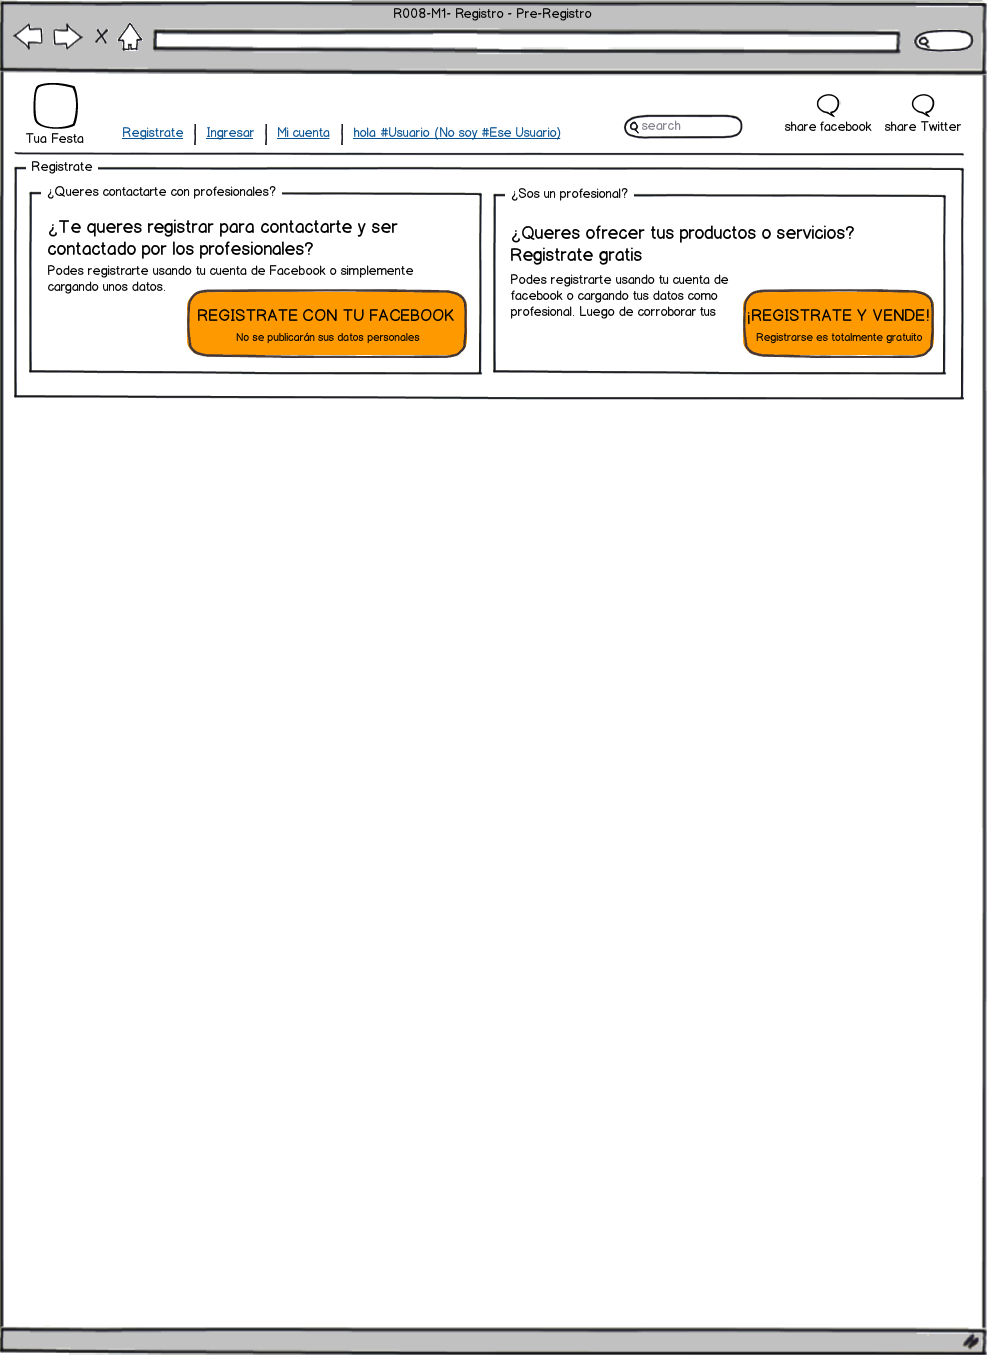 R008-M1- Registro - Pre-Registro
Tua Festa
Registrate
Ingresar
Mi cuenta
hola #Usuario (No soy #Ese Usuario)
search
share facebook
share Twitter
Registrate
¿Queres contactarte con profesionales?
¿Te queres registrar para contactarte y ser
contactado por los profesionales?
Podes registrarte usando tu cuenta de Facebook o simplemente
cargando unos datos.
REGISTRATE CON TU FACEBOOK
No se publicarán sus datos personales
¿Sos un profesional?
¿Queres ofrecer tus productos o servicios?
Registrate gratis
Podes registrarte usando tu cuenta de
facebook o cargando tus datos como
profesional. Luego de corroborar tus
¡REGISTRATE Y VENDE!
Registrarse es totalmente gratuito